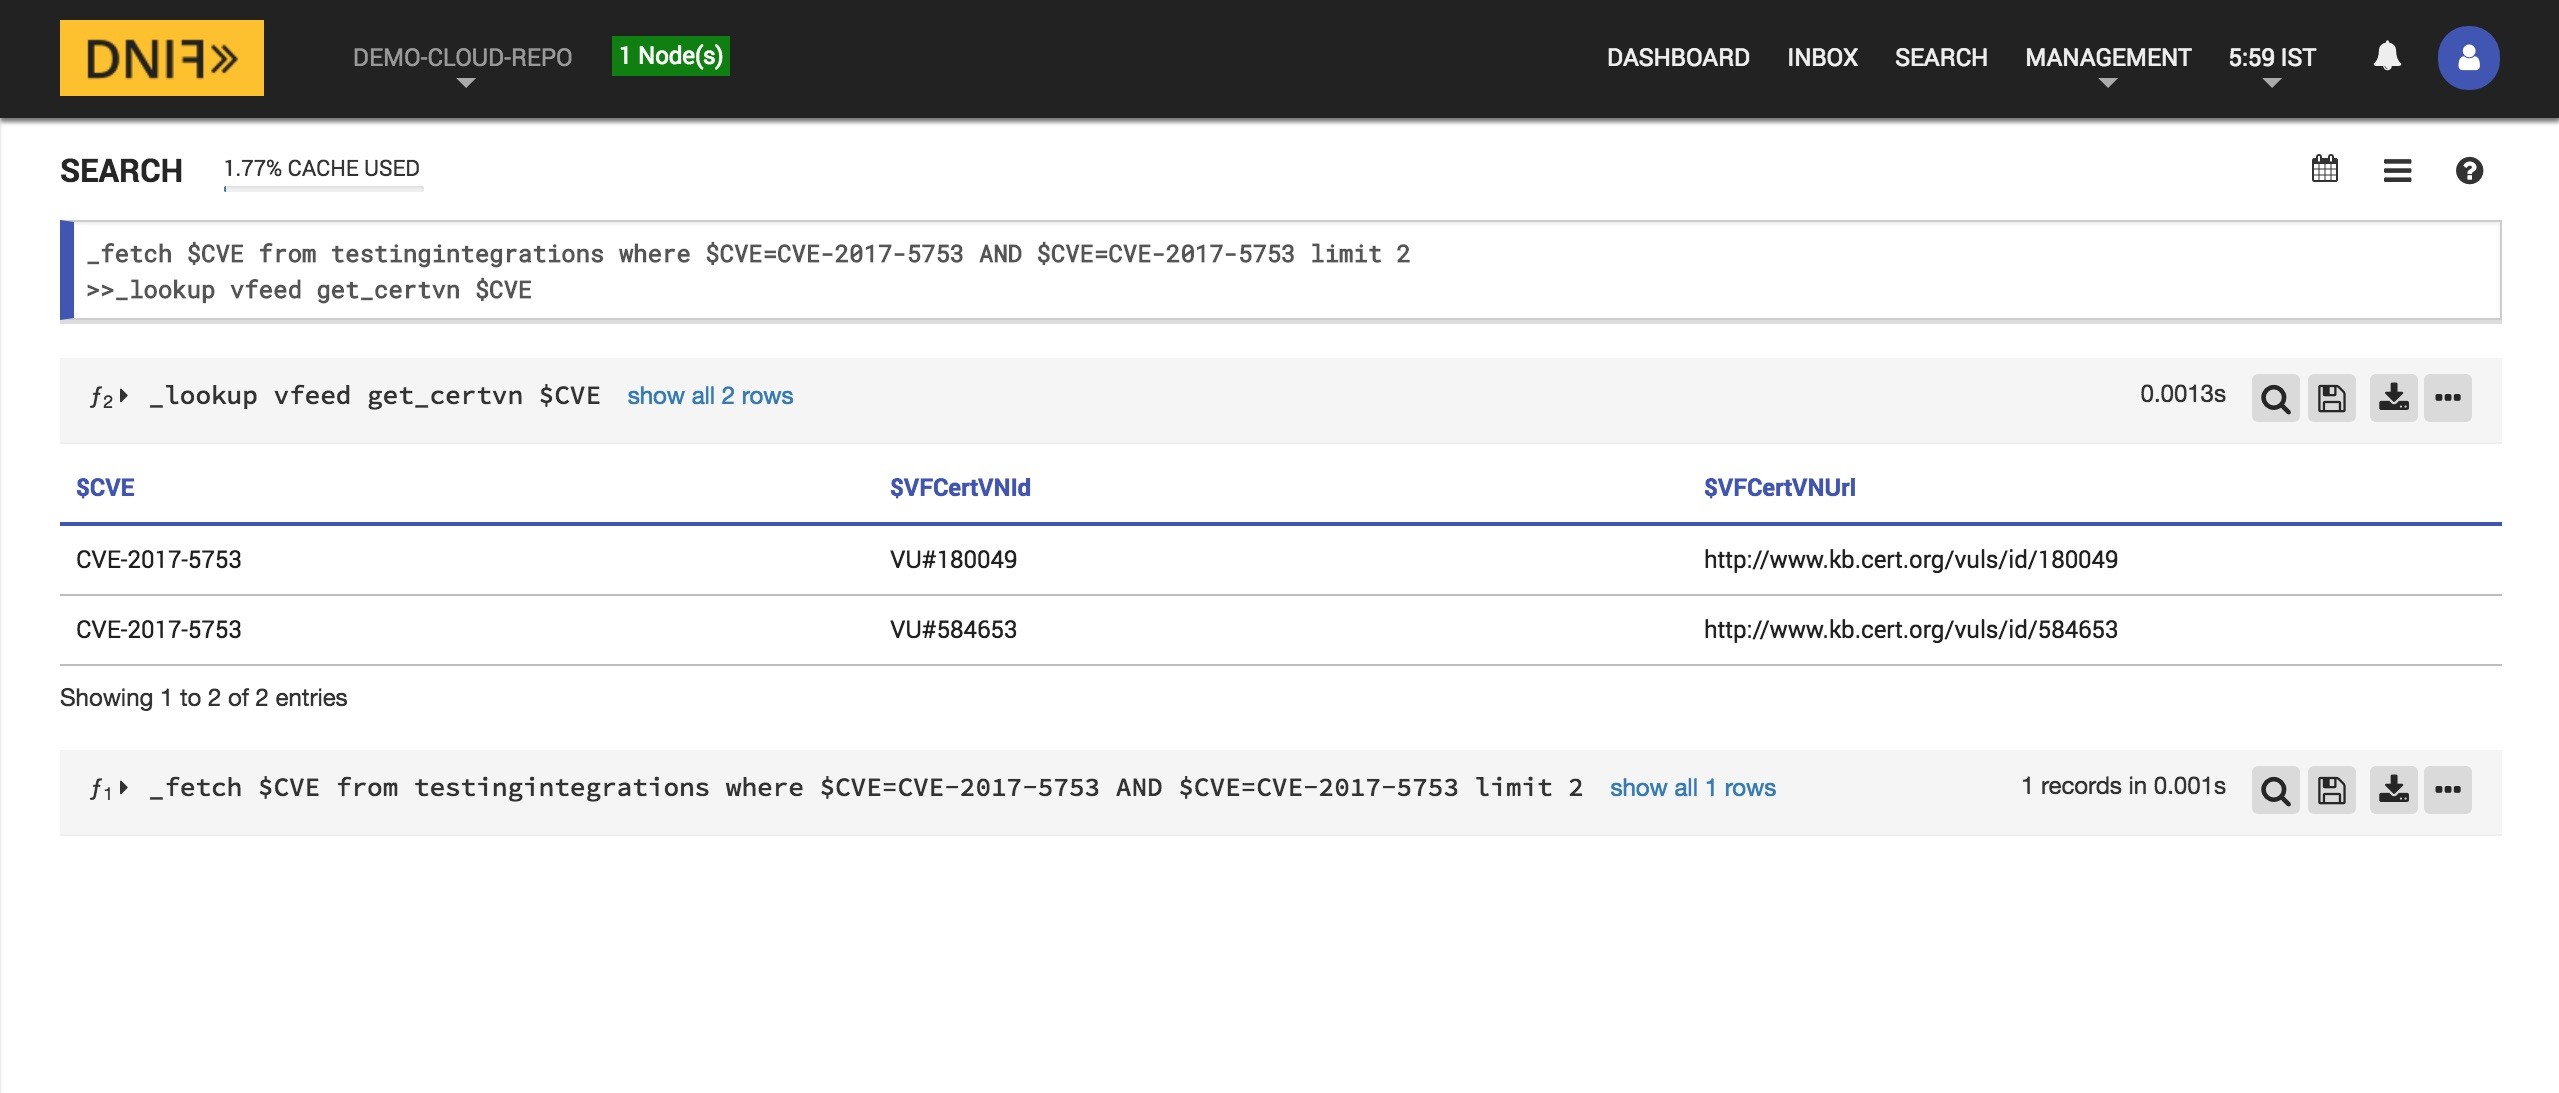 DNIF»
DEMO-CLOUD-REPO
1 Node(s)
DASHBOARD INBOX SEARCH MANAGEMENT 5:59 IST
SEARCH 1.77% CACHE USED
_fetch $CVE from testingintegrations where $CVE=CVE-2017-5753 AND $CVE=CVE-2017-5753 limit 2
>>_lookup vfeed get_certvn $CVE
ƒ2 _lookup vfeed get_certvn $CVE show all 2 rows 0.0013s
$CVE $VFCertVNId $VFCertVNUrl
CVE-2017-5753 VU#180049 http://www.kb.cert.org/vuls/id/180049
CVE-2017-5753 VU#584653 http://www.kb.cert.org/vuls/id/584653
Showing 1 to 2 of 2 entries
ƒ1 _fetch $CVE from testingintegrations where $CVE=CVE-2017-5753 AND $CVE=CVE-2017-5753 limit 2 show all 1 rows 1 records in 0.001s